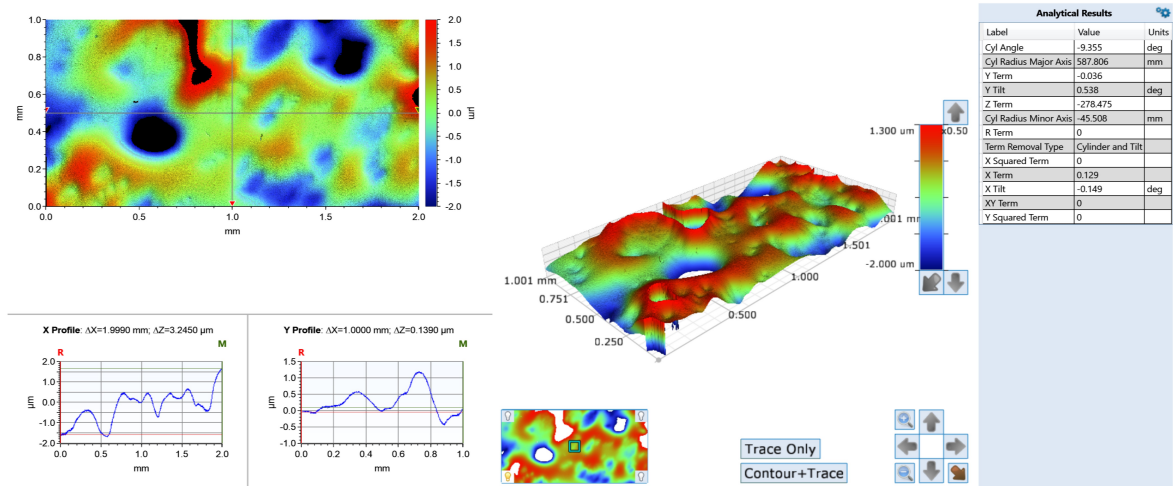 1.0
0.8
0.6
0.4
0.2
0.0
mm
0.0 0.5 1.0 1.5 2.0
mm
2.0
1.5
1.0
0.5
0.0
-0.5
-1.0
-1.5
-2.0
µm
X Profile: ΔX=1.9990 mm; ΔZ=3.2450 µm
M
R
2.0
1.5
1.0
0.5
0.0
-0.5
-1.0
-2.0
µm
0.0 0.4 0.8 1.2 1.6 2.0
mm
Y Profile: ΔX=1.0000 mm; ΔZ=0.1390 µm
M
R
1.5
1.0
0.5
0.0
-0.5
-1.0
µm
0.0 0.2 0.4 0.6 0.8 1.0
mm
1.300 um
x0.50
.001 mm
-2.000 um
1.501
1.000
0.500
1.001 mm
0.751
0.500
0.250
Trace Only
Contour+Trace
Analytical Results
Label Value Units
Cyl Angle -9.355 deg
Cyl Radius Major Axis 587.806 mm
Y Term -0.036
Y Tilt 0.538 deg
Z Term -278.475
Cyl Radius Minor Axis -45.508 mm
R Term 0
Term Removal Type Cylinder and Tilt
X Squared Term 0
X Term 0.129
X Tilt -0.149 deg
XY Term 0
Y Squared Term 0